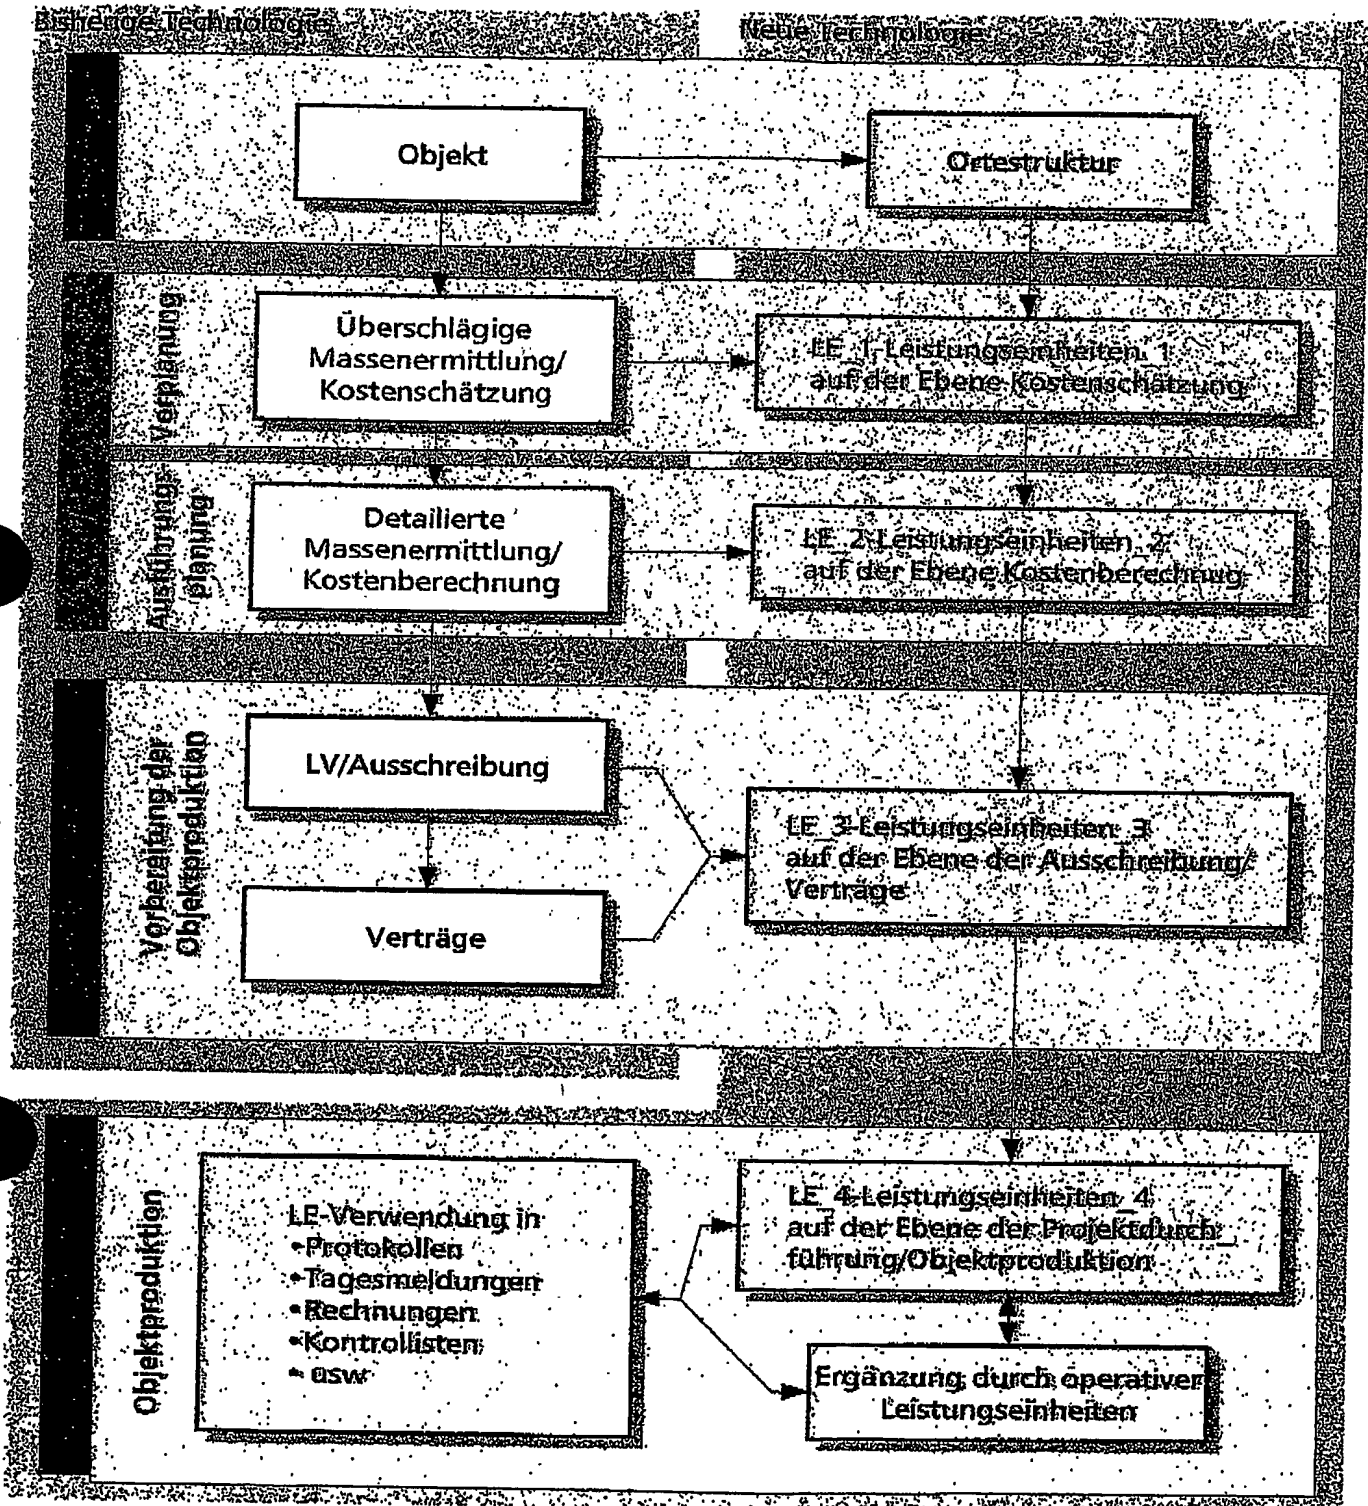 Bisherige Technologie
Neue Technologie
Objekt
Ortestruktur
Vorplanung
Überschlägige
Massenermittlung/
Kostenschätzung
LE_1-Leistungseinheiten_1
auf der Ebene Kostenschätzung
Ausführungs-
planung
Detailierte
Massenermittlung/
Kostenberechnung
LE_2-Leistungseinheiten_2
auf der Ebene Kostenberechnug
Vorbereitung der
Objektproduktion
LV/Ausschreibung
Verträge
LE_3-Leistungseinheiten_3
auf der Ebene der Ausschreibung/
Verträge
Objektproduktion
LE-Verwendung in
•Protokollen
•Tagesmeldungen
•Rechnungen
•Kontrollisten
• usw
LE_4-Leistungseinheiten_4
auf der Ebene der Projektdurch_
führung/Objektproduktion
Ergänzung durch operativer
Leistungseinheiten